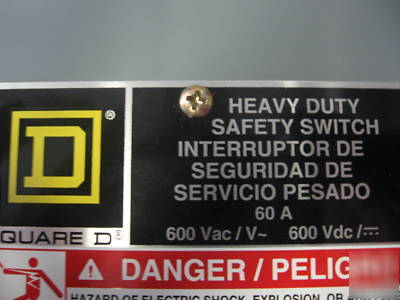 D®
HEAVY DUTY
SAFETY SWITCH
INTERRUPTOR DE
SEGURIDAD DE
SERVICIO PESADO
60 A
600 Vac / V~ 600 Vdc / ⎓
QUARE D®
DANGER / PELIG
HAZARD OF ELECTRIC SHOCK, EXPLOSION, OR